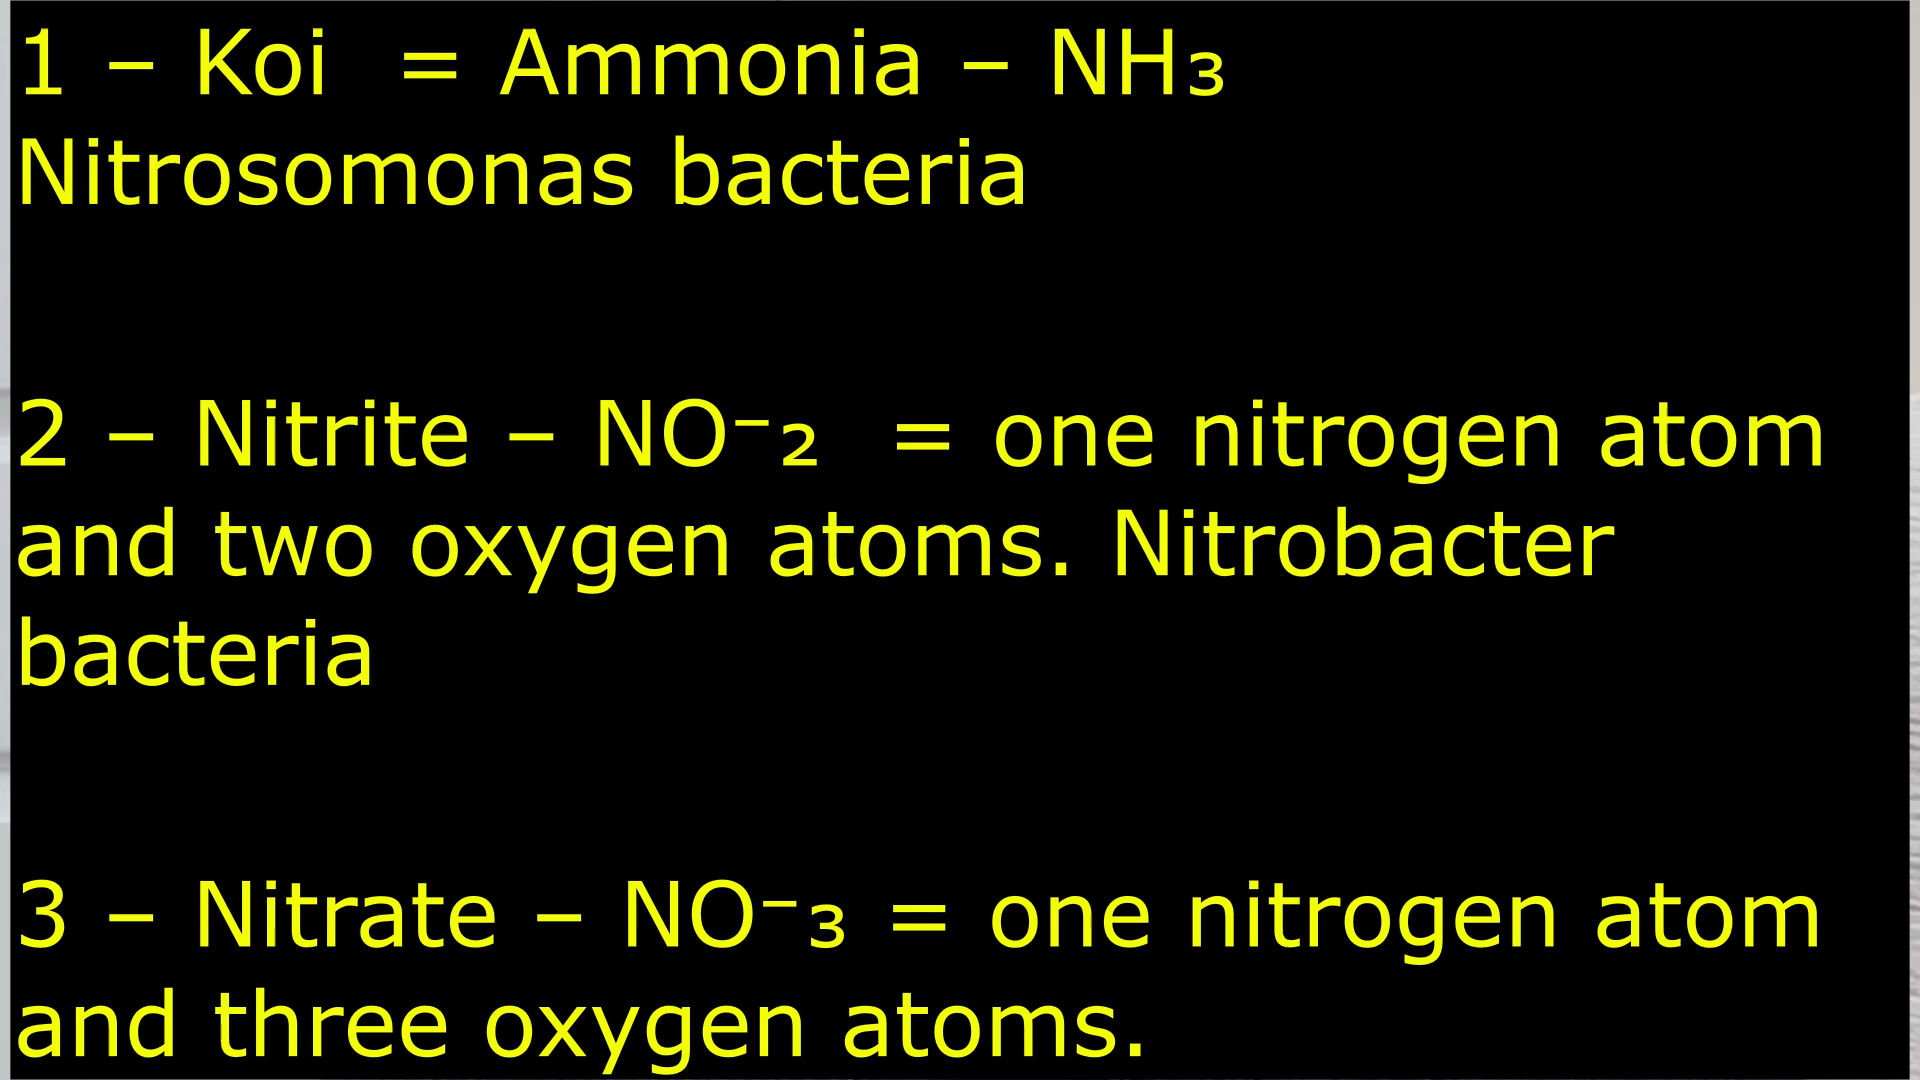 1 – Koi  = Ammonia – NH₃
Nitrosomonas bacteria
2 – Nitrite – NO⁻₂  = one nitrogen atom
and two oxygen atoms. Nitrobacter
bacteria
3 – Nitrate – NO⁻₃ = one nitrogen atom
and three oxygen atoms.